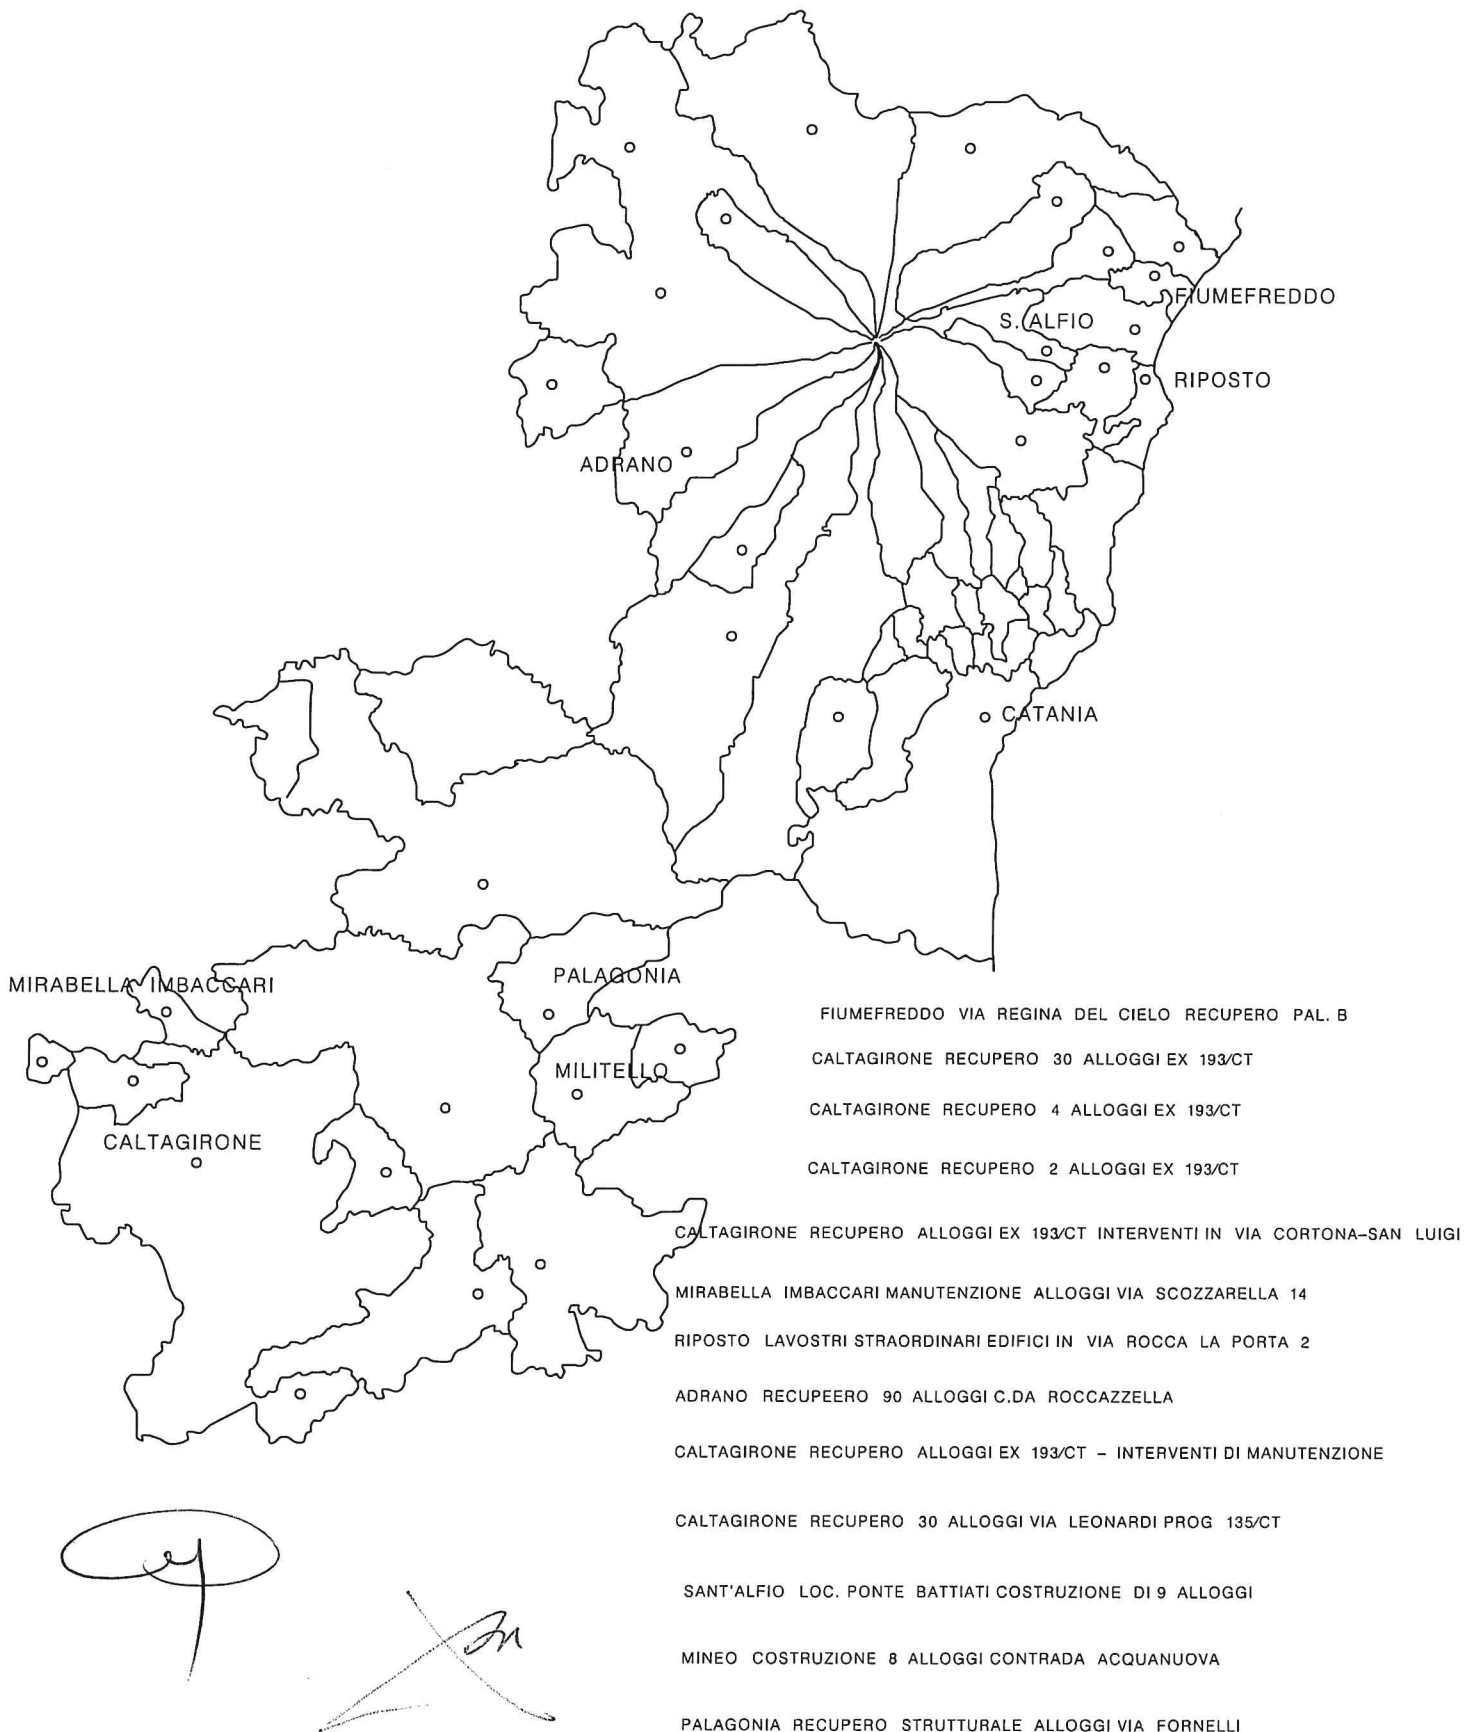 FIUMEFREDDO
S. ALFIO
RIPOSTO
ADRANO
CATANIA
MIRABELLA IMBACCARI
PALAGONIA
MILITELLO
CALTAGIRONE
FIUMEFREDDO VIA REGINA DEL CIELO RECUPERO PAL. B
CALTAGIRONE RECUPERO 30 ALLOGGI EX 193/CT
CALTAGIRONE RECUPERO 4 ALLOGGI EX 193/CT
CALTAGIRONE RECUPERO 2 ALLOGGI EX 193/CT
CALTAGIRONE RECUPERO ALLOGGI EX 193/CT INTERVENTI IN VIA CORTONA-SAN LUIGI
MIRABELLA IMBACCARI MANUTENZIONE ALLOGGI VIA SCOZZARELLA 14
RIPOSTO LAVOSTRI STRAORDINARI EDIFICI IN VIA ROCCA LA PORTA 2
ADRANO RECUPEERO 90 ALLOGGI C.DA ROCCAZZELLA
CALTAGIRONE RECUPERO ALLOGGI EX 193/CT - INTERVENTI DI MANUTENZIONE
CALTAGIRONE RECUPERO 30 ALLOGGI VIA LEONARDI PROG 135/CT
SANT'ALFIO LOC. PONTE BATTIATI COSTRUZIONE DI 9 ALLOGGI
MINEO COSTRUZIONE 8 ALLOGGI CONTRADA ACQUANUOVA
PALAGONIA RECUPERO STRUTTURALE ALLOGGI VIA FORNELLI